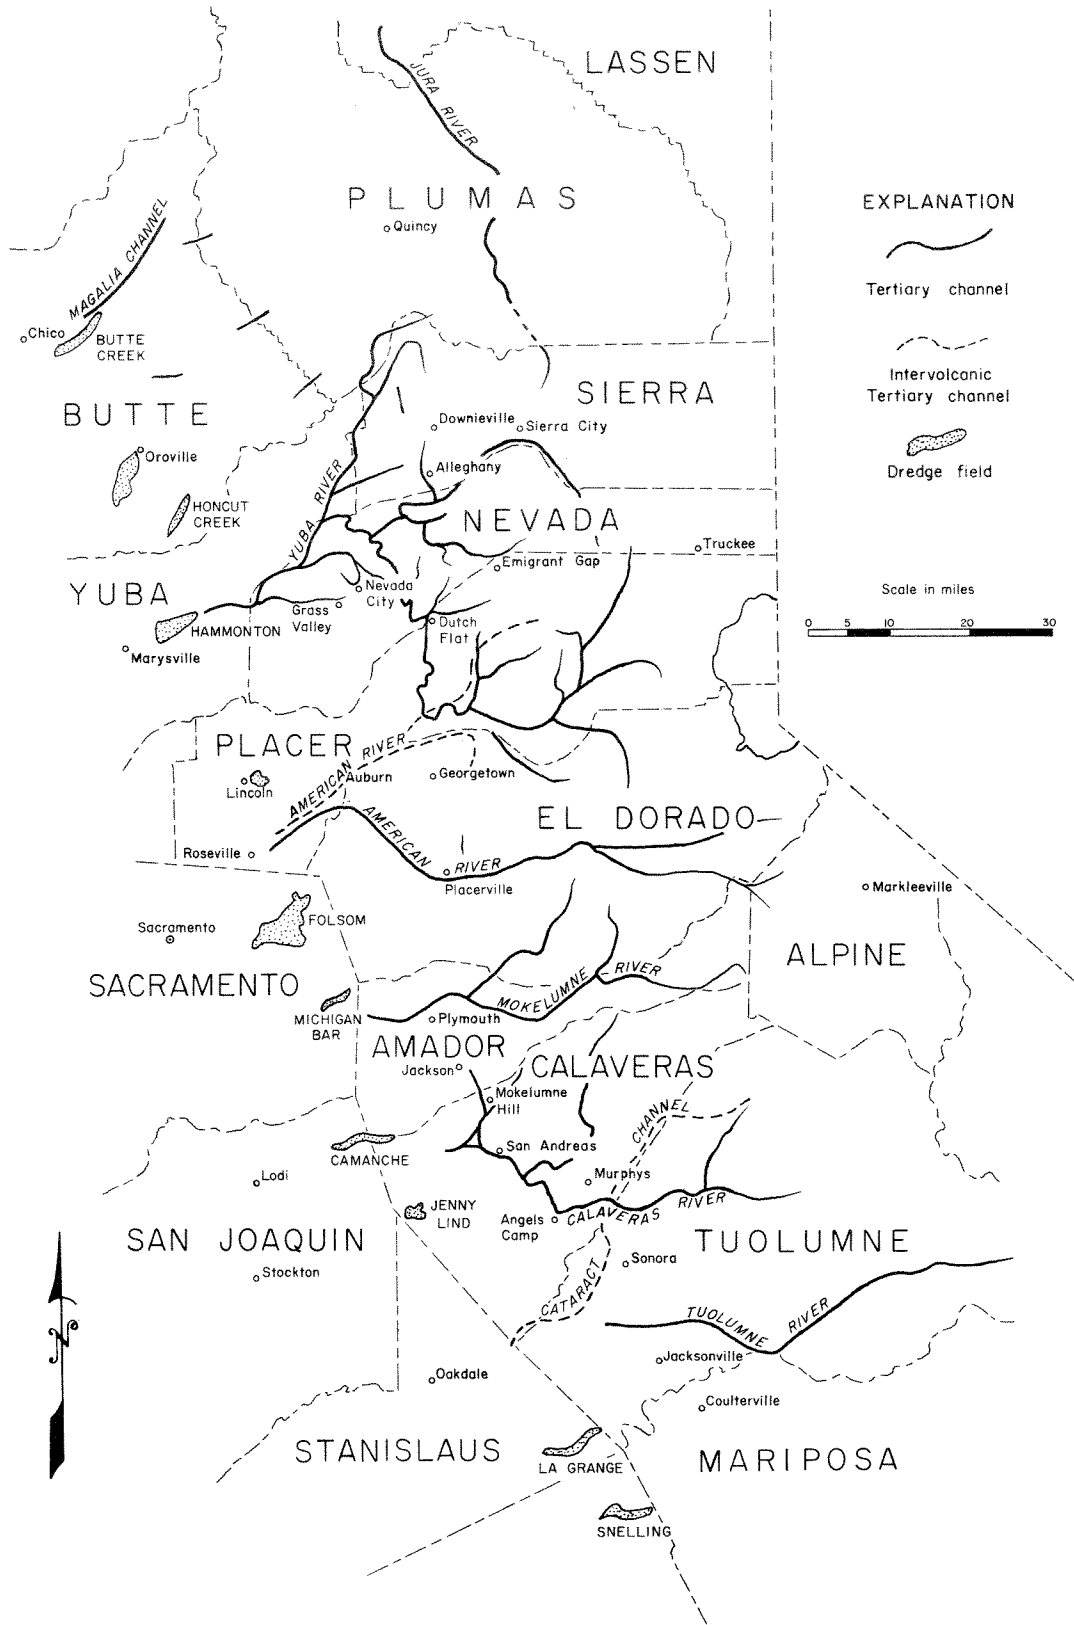 LASSEN
JURA RIVER
PLUMAS
Quincy
EXPLANATION
Tertiary channel
Intervolcanic
Tertiary channel
Dredge field
MAGALIA CHANNEL
Chico
BUTTE
CREEK
BUTTE
SIERRA
Downieville
Sierra City
Oroville
Alleghany
HONCUT
CREEK
YUBA RIVER
NEVADA
Truckee
Emigrant Gap
YUBA
Nevada
City
Grass
Valley
Dutch
Flat
HAMMONTON
Marysville
Scale in miles
0 5 10 20 30
PLACER
AMERICAN RIVER
Auburn
Georgetown
Lincoln
AMERICAN RIVER
EL DORADO
Roseville
Placerville
Markleeville
FOLSOM
Sacramento
ALPINE
SACRAMENTO
MOKELUMNE RIVER
MICHIGAN
BAR
Plymouth
AMADOR
Jackson
CALAVERAS
Mokelumne
Hill
CHANNEL
San Andreas
CAMANCHE
Lodi
Murphys
JENNY
LIND
Angels
Camp
CALAVERAS RIVER
SAN JOAQUIN
TUOLUMNE
Stockton
Sonora
CATARACT
TUOLUMNE RIVER
N
Jacksonville
Oakdale
Coulterville
STANISLAUS
LA GRANGE
MARIPOSA
SNELLING